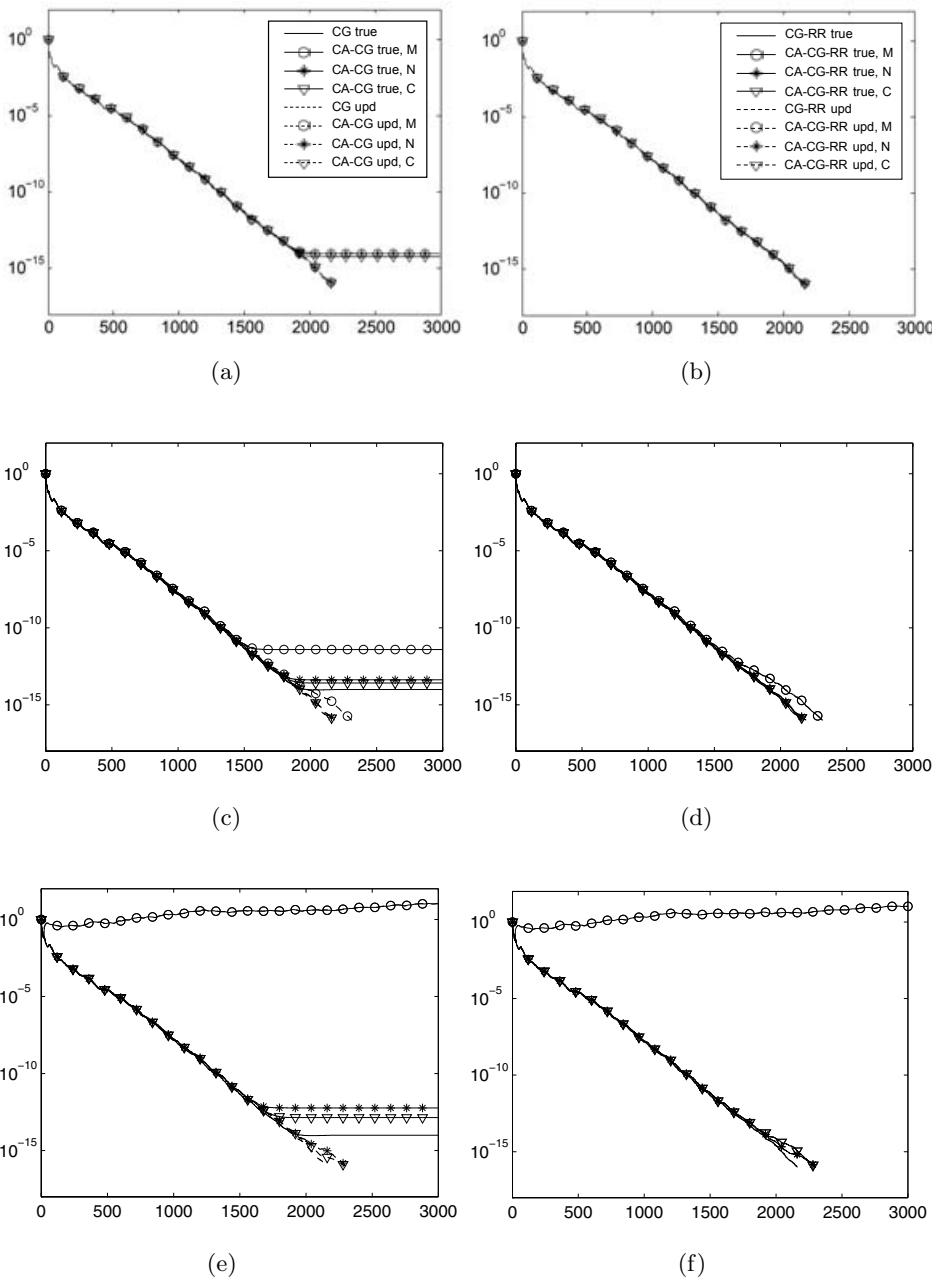 CG true
CA-CG true, M
CA-CG true, N
CA-CG true, C
CG upd
CA-CG upd, M
CA-CG upd, N
CA-CG upd, C
10^0
10^-5
10^-10
10^-15
0 500 1000 1500 2000 2500 3000
(a)
CG-RR true
CA-CG-RR true, M
CA-CG-RR true, N
CA-CG-RR true, C
CG-RR upd
CA-CG-RR upd, M
CA-CG-RR upd, N
CA-CG-RR upd, C
10^0
10^-5
10^-10
10^-15
0 500 1000 1500 2000 2500 3000
(b)
10^0
10^-5
10^-10
10^-15
0 500 1000 1500 2000 2500 3000
(c)
10^0
10^-5
10^-10
10^-15
0 500 1000 1500 2000 2500 3000
(d)
10^0
10^-5
10^-10
10^-15
0 500 1000 1500 2000 2500 3000
(e)
10^0
10^-5
10^-10
10^-15
0 500 1000 1500 2000 2500 3000
(f)